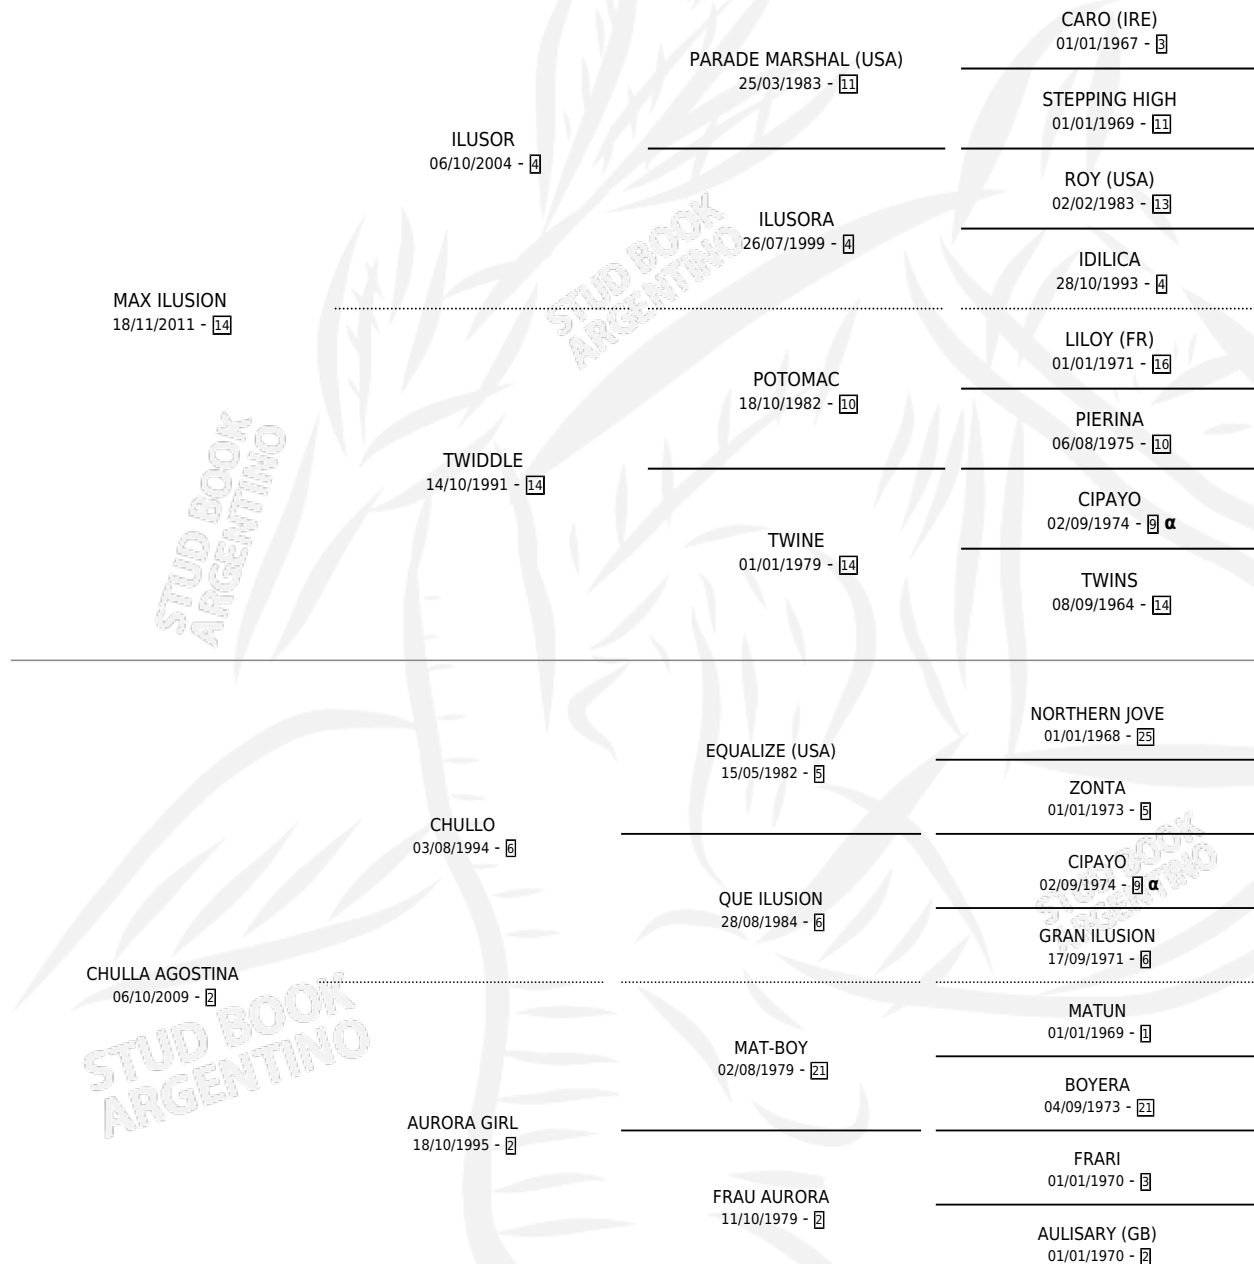 CARO (IRE)
01/01/1967 - 3
PARADE MARSHAL (USA)
25/03/1983 - 11
STEPPING HIGH
01/01/1969 - 11
ILUSOR
06/10/2004 - 4
ROY (USA)
02/02/1983 - 13
ILUSORA
26/07/1999 - 4
IDILICA
28/10/1993 - 4
MAX ILUSION
18/11/2011 - 14
LILOY (FR)
01/01/1971 - 16
POTOMAC
18/10/1982 - 10
PIERINA
06/08/1975 - 10
TWIDDLE
14/10/1991 - 14
CIPAYO
02/09/1974 - 9 α
TWINE
01/01/1979 - 14
TWINS
08/09/1964 - 14
NORTHERN JOVE
01/01/1968 - 25
EQUALIZE (USA)
15/05/1982 - 5
ZONTA
01/01/1973 - 5
CHULLO
03/08/1994 - 6
CIPAYO
02/09/1974 - 9 α
QUE ILUSION
28/08/1984 - 6
GRAN ILUSION
17/09/1971 - 6
CHULLA AGOSTINA
06/10/2009 - 2
MATUN
01/01/1969 - 1
MAT-BOY
02/08/1979 - 21
BOYERA
04/09/1973 - 21
AURORA GIRL
18/10/1995 - 2
FRARI
01/01/1970 - 3
FRAU AURORA
11/10/1979 - 2
AULISARY (GB)
01/01/1970 - 2
STUD BOOK
ARGENTINO
STUD BOOK
ARGENTINO
STUD BOOK
ARGENTINO
STUD BOOK
ARGENTINO